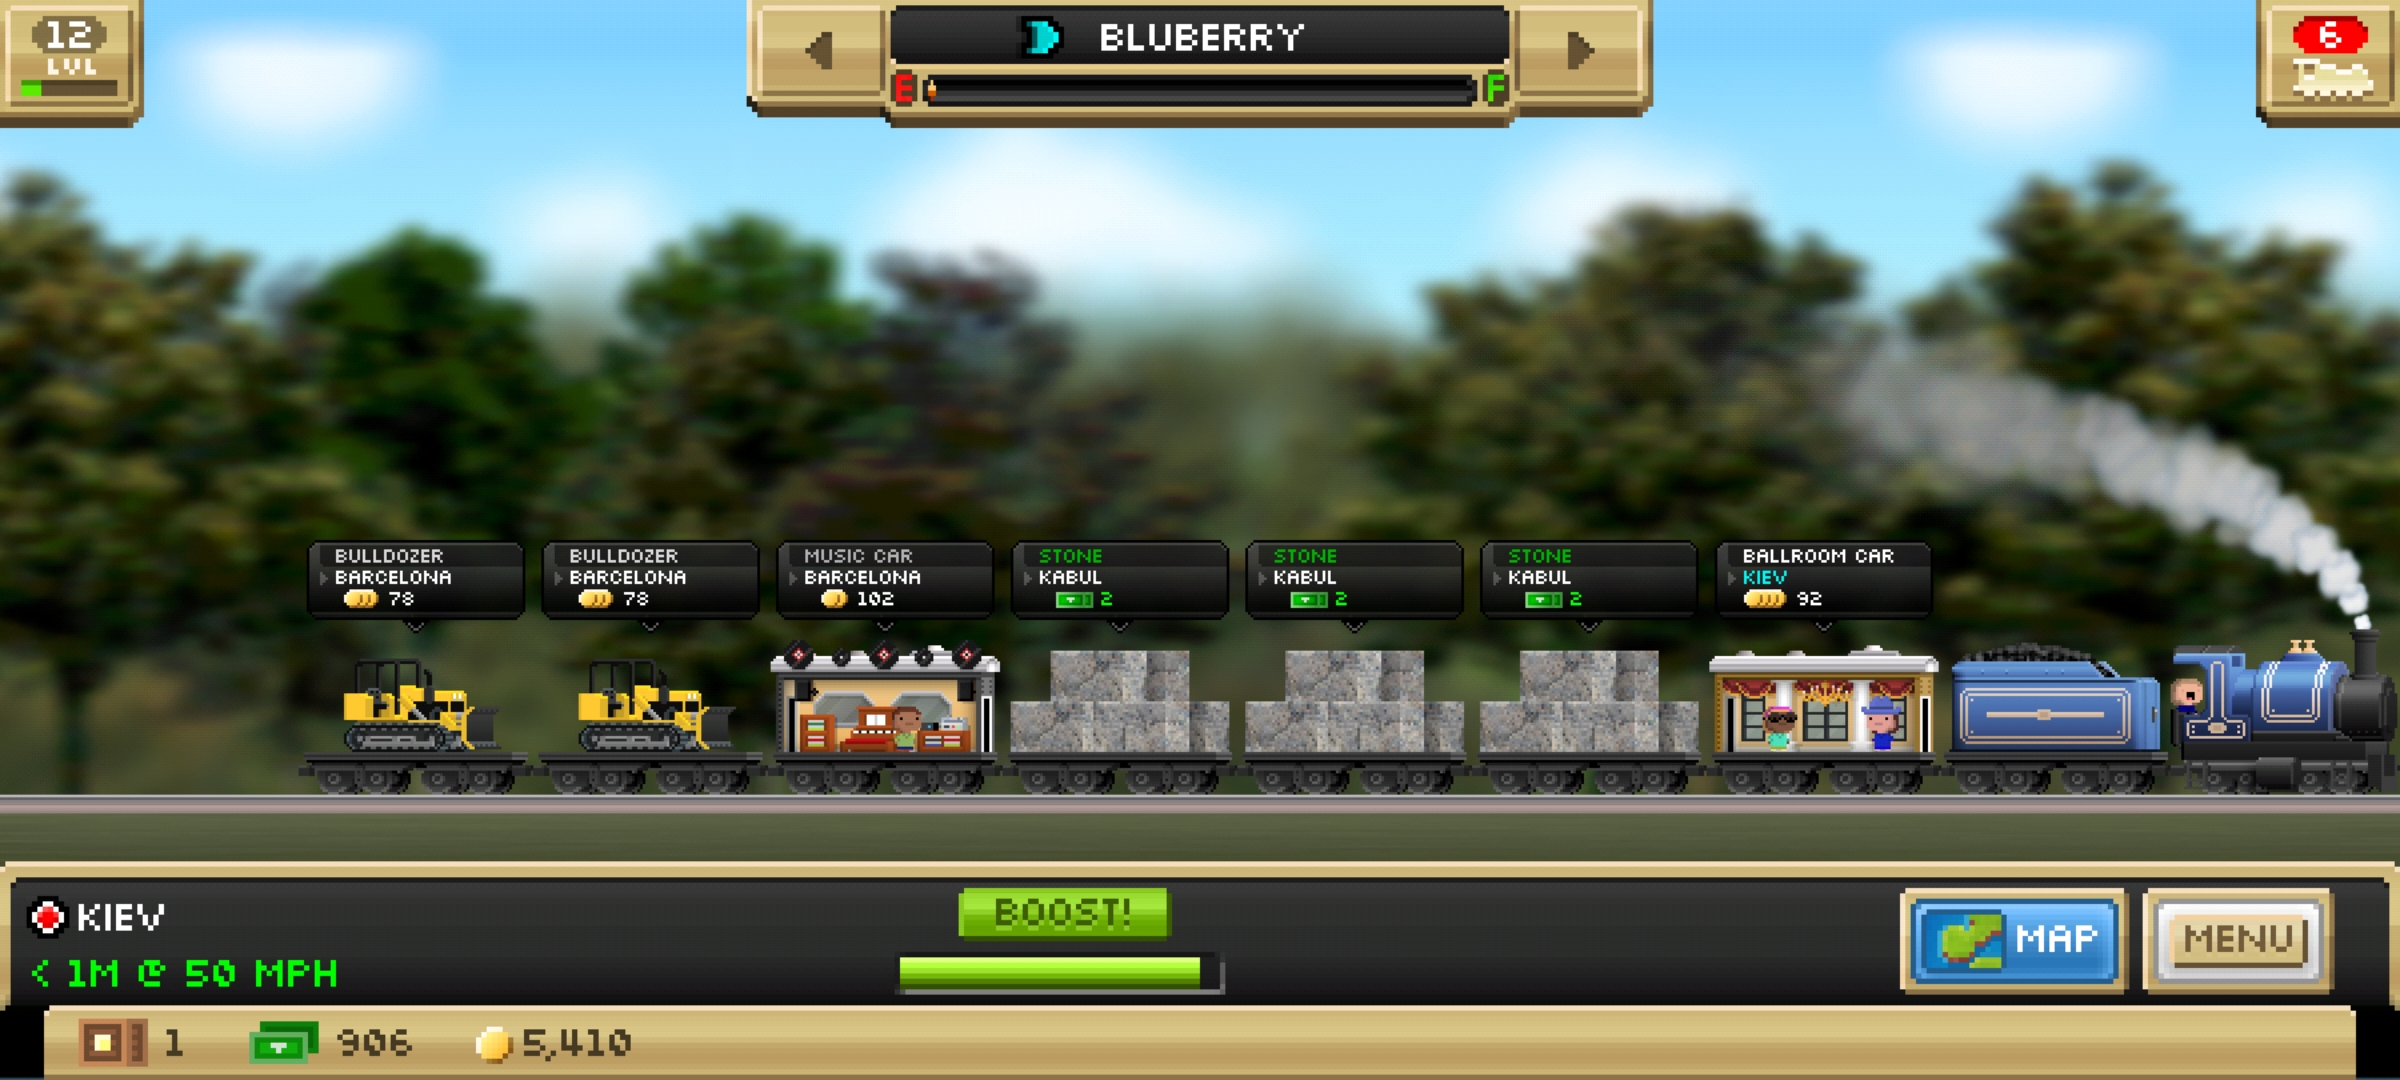 12
LVL
BLUBERRY
E F
6
BULLDOZER
BARCELONA
78
BULLDOZER
BARCELONA
78
MUSIC CAR
BARCELONA
102
STONE
KABUL
2
STONE
KABUL
2
STONE
KABUL
2
BALLROOM CAR
KIEV
92
KIEV
< 1M @ 50 MPH
BOOST!
MAP
MENU
1 906 5,410